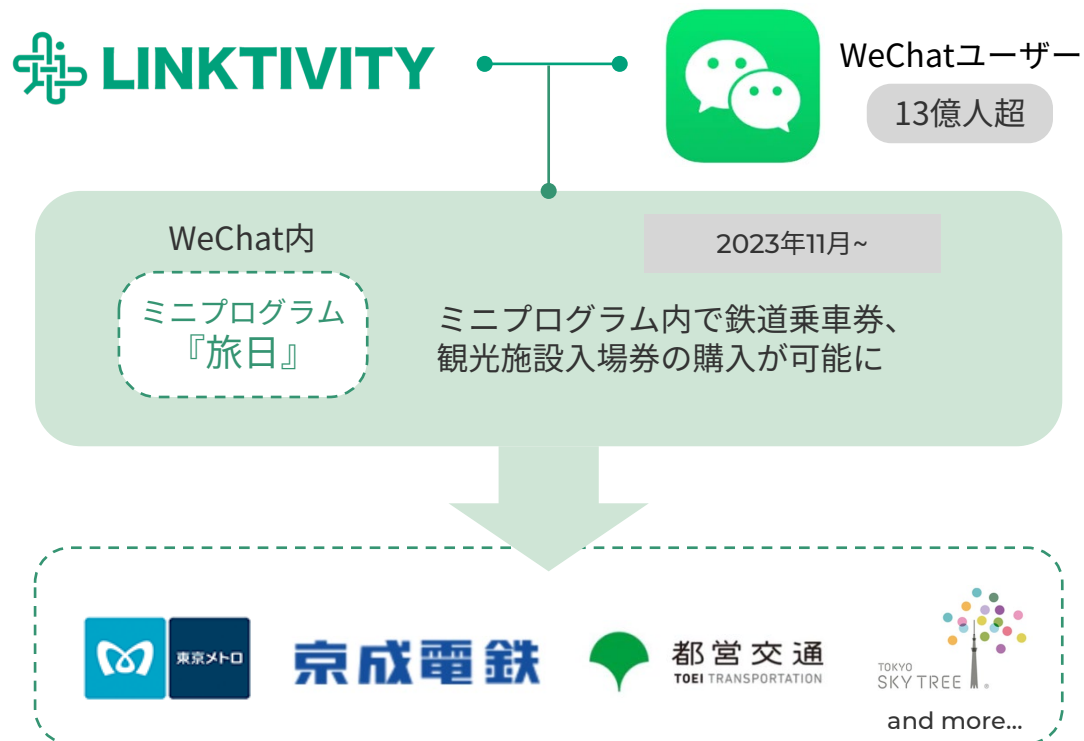 LINKTIVITY
WeChatユーザー
13億人超
WeChat内
2023年11月~
ミニプログラム
『旅日』
ミニプログラム内で鉄道乗車券、
観光施設入場券の購入が可能に
東京メトロ
京成電鉄
都営交通
TOEI TRANSPORTATION
TOKYO
SKY TREE
and more...